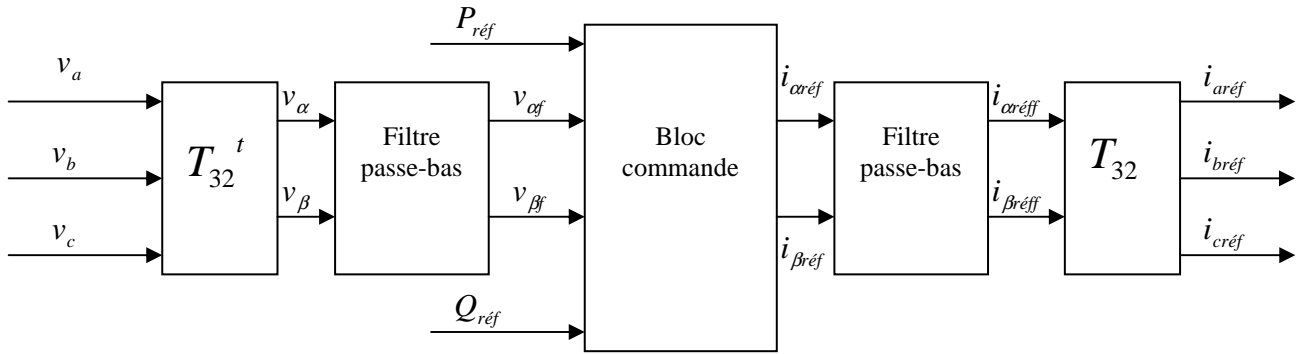 P_réf
v_a
v_b
v_c
T_32^t
v_α
v_β
Filtre
passe-bas
v_αf
v_βf
Q_réf
Bloc
commande
i_αréf
i_βréf
Filtre
passe-bas
i_αréff
i_βréff
T_32
i_aréf
i_bréf
i_créf